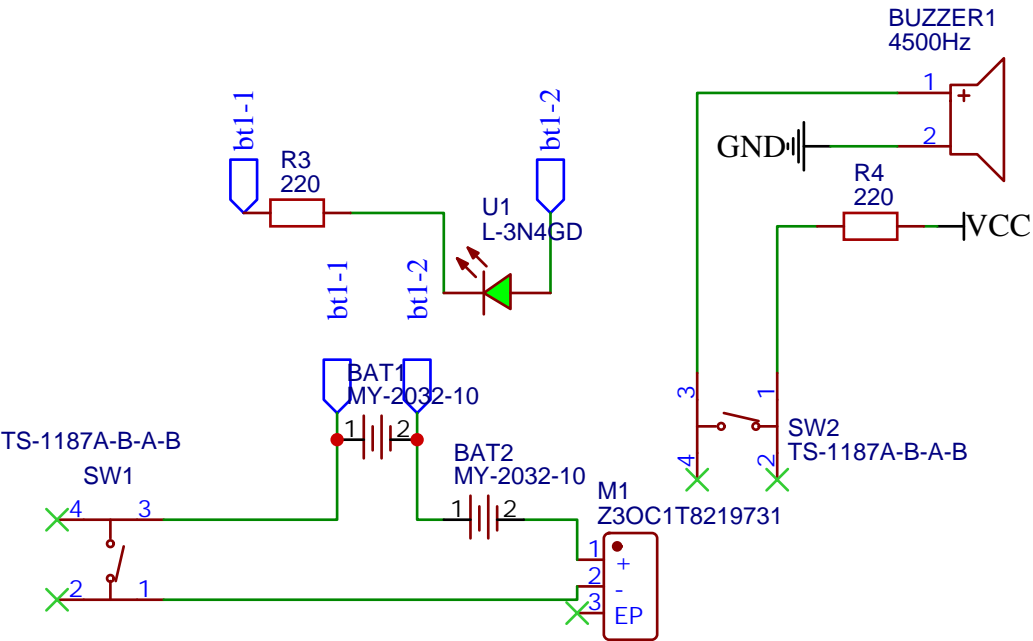 BUZZER1
4500Hz
1
+
2
GND
bt1-1
bt1-2
R3
220
R4
220
VCC
U1
L-3N4GD
bt1-1
bt1-2
BAT1
MY-2032-10
1
2
3
1
4
2
SW2
TS-1187A-B-A-B
TS-1187A-B-A-B
SW1
BAT2
MY-2032-10
1
2
4
3
2
1
M1
Z3OC1T8219731
1
+
2
-
3
EP